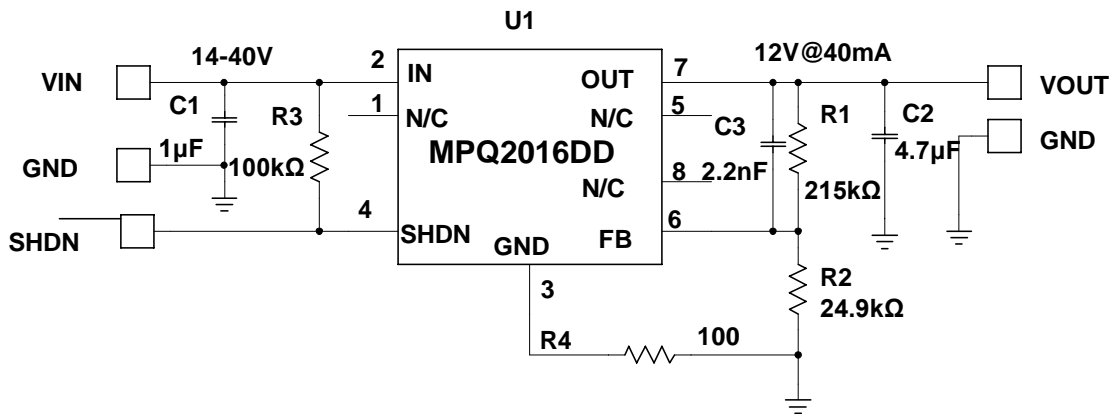 U1
14-40V
12V@40mA
VIN
2
IN
OUT
7
VOUT
C1
1
N/C
N/C
5
R3
C3
R1
C2
GND
1µF
100kΩ
MPQ2016DD
2.2nF
4.7µF
GND
N/C
8
215kΩ
SHDN
4
SHDN
GND
FB
6
3
R2
24.9kΩ
R4
100